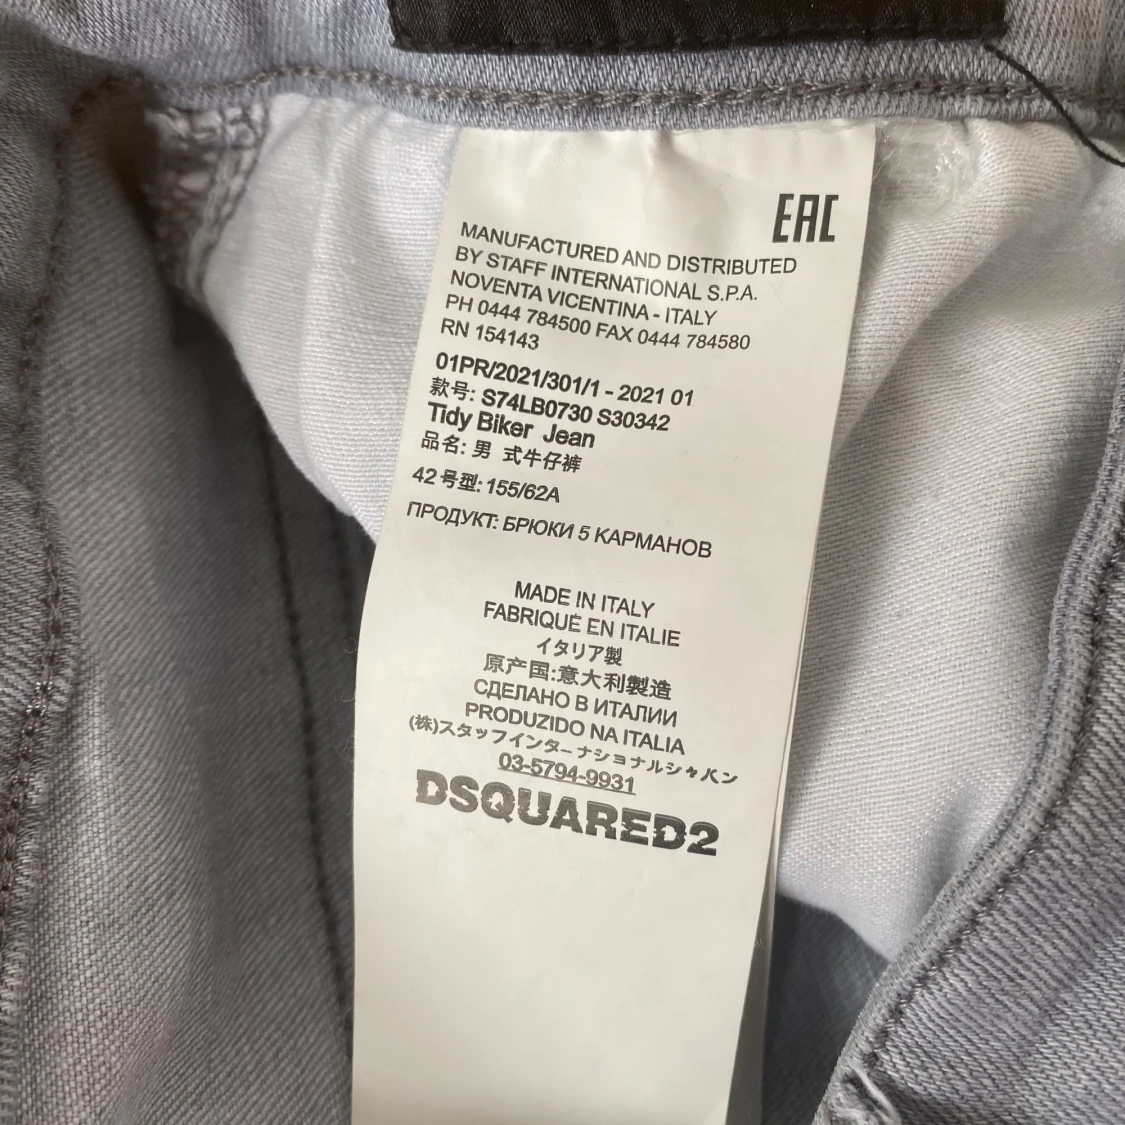 EAC
MANUFACTURED AND DISTRIBUTED
BY STAFF INTERNATIONAL S.P.A.
NOVENTA VICENTINA - ITALY
PH 0444 784500 FAX 0444 784580
RN 154143
01PR/2021/301/1 - 2021 01
款号: S74LB0730 S30342
Tidy Biker Jean
品名: 男 式牛仔裤
42 号型: 155/62A
ПРОДУКТ: БРЮКИ 5 КАРМАНОВ
MADE IN ITALY
FABRIQUÉ EN ITALIE
イタリア製
原产国:意大利製造
СДЕЛАНО В ИТАЛИИ
PRODUZIDO NA ITALIA
(株)スタッフインターナショナルジャパン
03-5794-9931
DSQUARED2